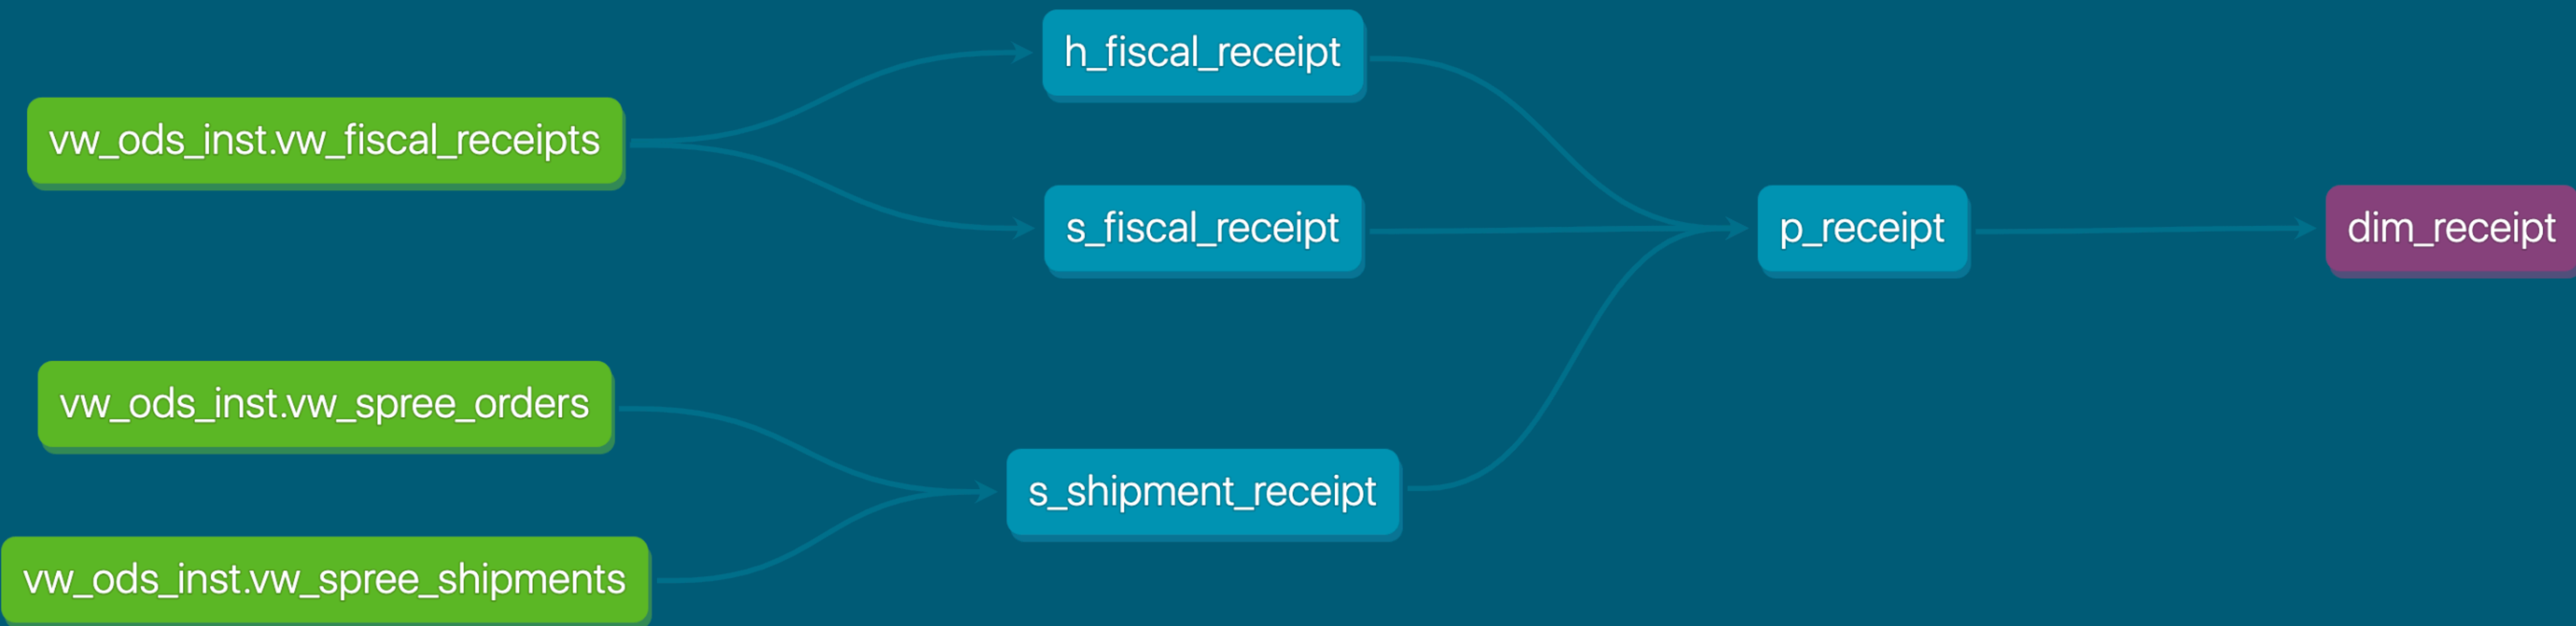 h_fiscal_receipt
vw_ods_inst.vw_fiscal_receipts
s_fiscal_receipt
p_receipt
dim_receipt
vw_ods_inst.vw_spree_orders
s_shipment_receipt
vw_ods_inst.vw_spree_shipments